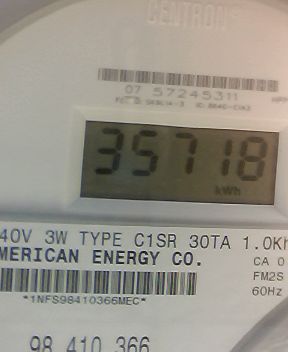 CENTRON
07 57245311
35718
kWh
40V 3W TYPE C1SR 30TA 1.0Kh
MERICAN ENERGY CO.
CA 0
FM2S
60Hz
*1NFS98410366MEC*
98 410 366